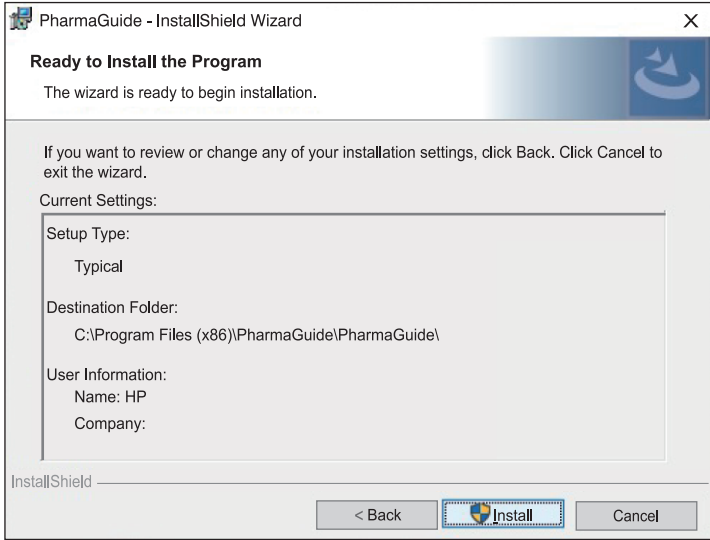 PharmaGuide - InstallShield Wizard
Ready to Install the Program
The wizard is ready to begin installation.
If you want to review or change any of your installation settings, click Back. Click Cancel to
exit the wizard.
Current Settings:
Setup Type:
Typical
Destination Folder:
C:\Program Files (x86)\PharmaGuide\PharmaGuide\
User Information:
Name: HP
Company:
InstallShield
< Back
Install
Cancel